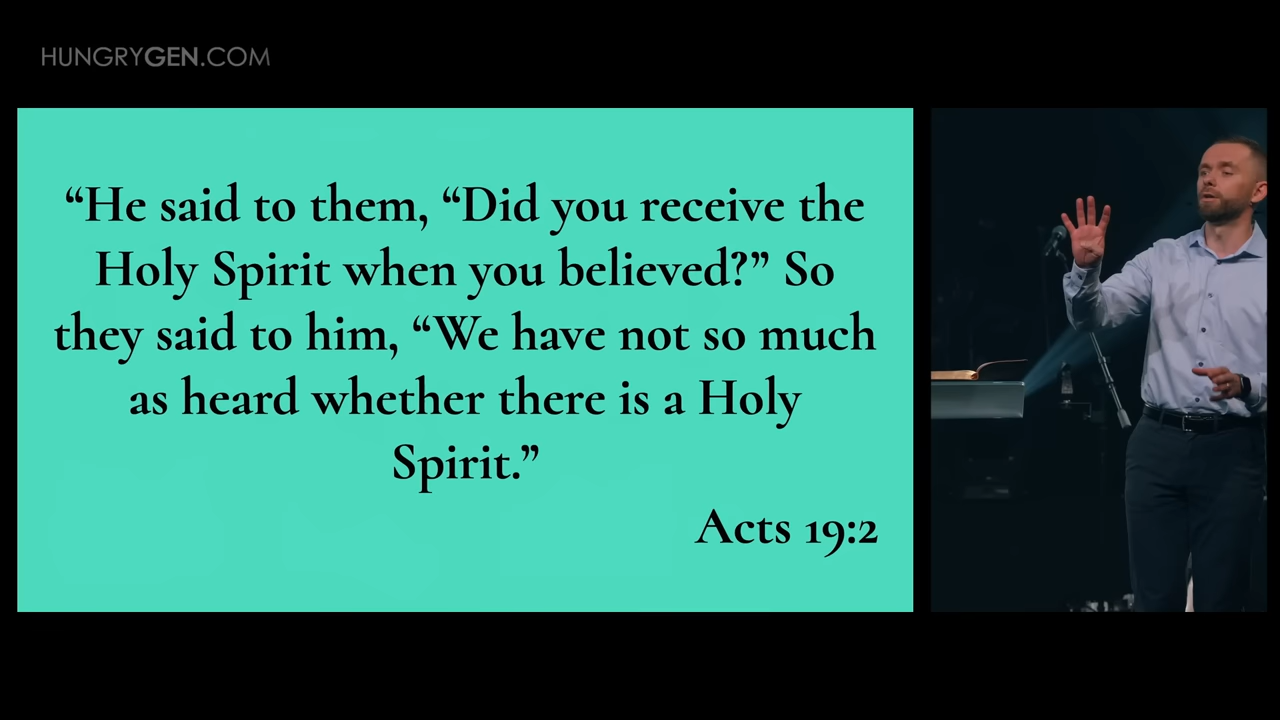 HUNGRYGEN.COM
“He said to them, “Did you receive the
Holy Spirit when you believed?” So
they said to him, “We have not so much
as heard whether there is a Holy
Spirit.”
Acts 19:2